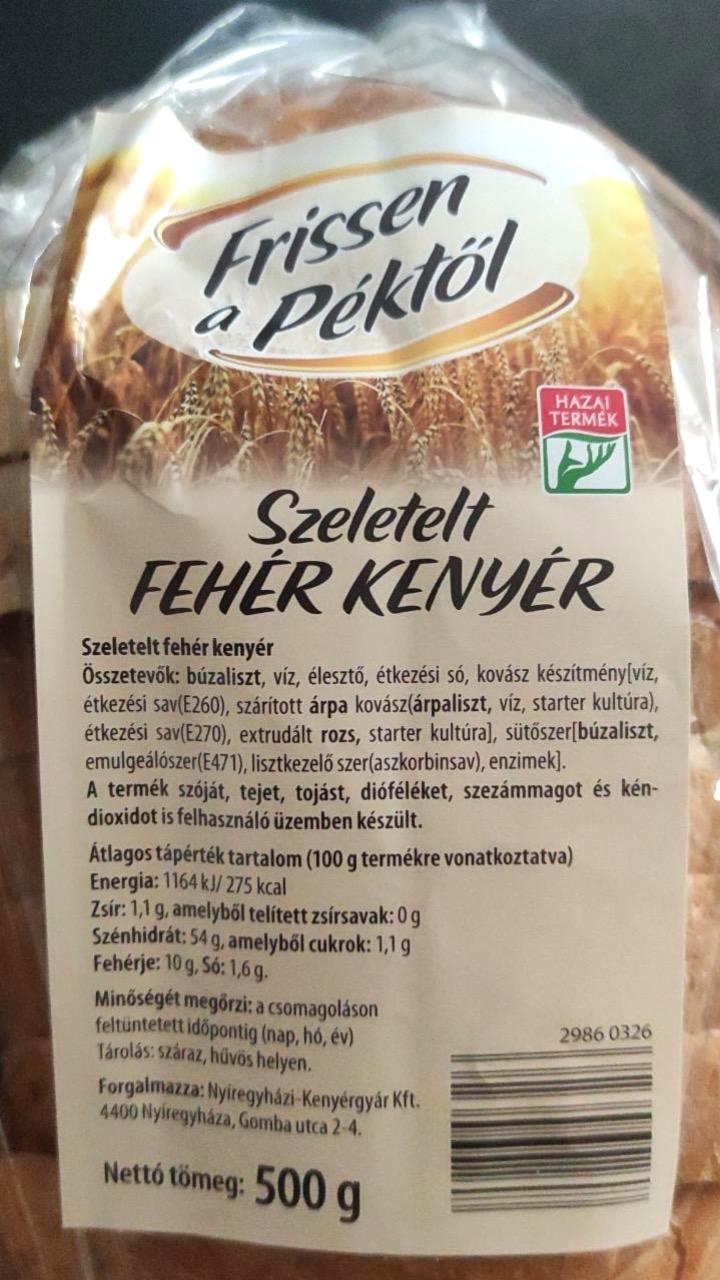 Frissen
a Péktől
HAZAI
TERMÉK
Szeletelt
FEHÉR KENYÉR
Szeletelt fehér kenyér
Összetevők: búzaliszt, víz, élesztő, étkezési só, kovász készítmény[víz,
étkezési sav(E260), szárított árpa kovász(árpaliszt, víz, starter kultúra),
étkezési sav(E270), extrudált rozs, starter kultúra], sütőszer[búzaliszt,
emulgeálószer(E471), lisztkezelő szer(aszkorbinsav), enzimek].
A termék szóját, tejet, tojást, dióféléket, szezámmagot és kén-
dioxidot is felhasználó üzemben készült.
Átlagos tápérték tartalom (100 g termékre vonatkoztatva)
Energia: 1164 kJ/ 275 kcal
Zsír: 1,1 g, amelyből telített zsírsavak: 0 g
Szénhidrát: 54 g, amelyből cukrok: 1,1 g
Fehérje: 10 g, Só: 1,6 g.
Minőségét megőrzi: a csomagoláson
feltüntetett időpontig (nap, hó, év)
Tárolás: száraz, hűvös helyen.
2986 0326
Forgalmazza: Nyíregyházi-Kenyérgyár Kft.
4400 Nyíregyháza, Gomba utca 2-4.
Nettó tömeg: 500 g